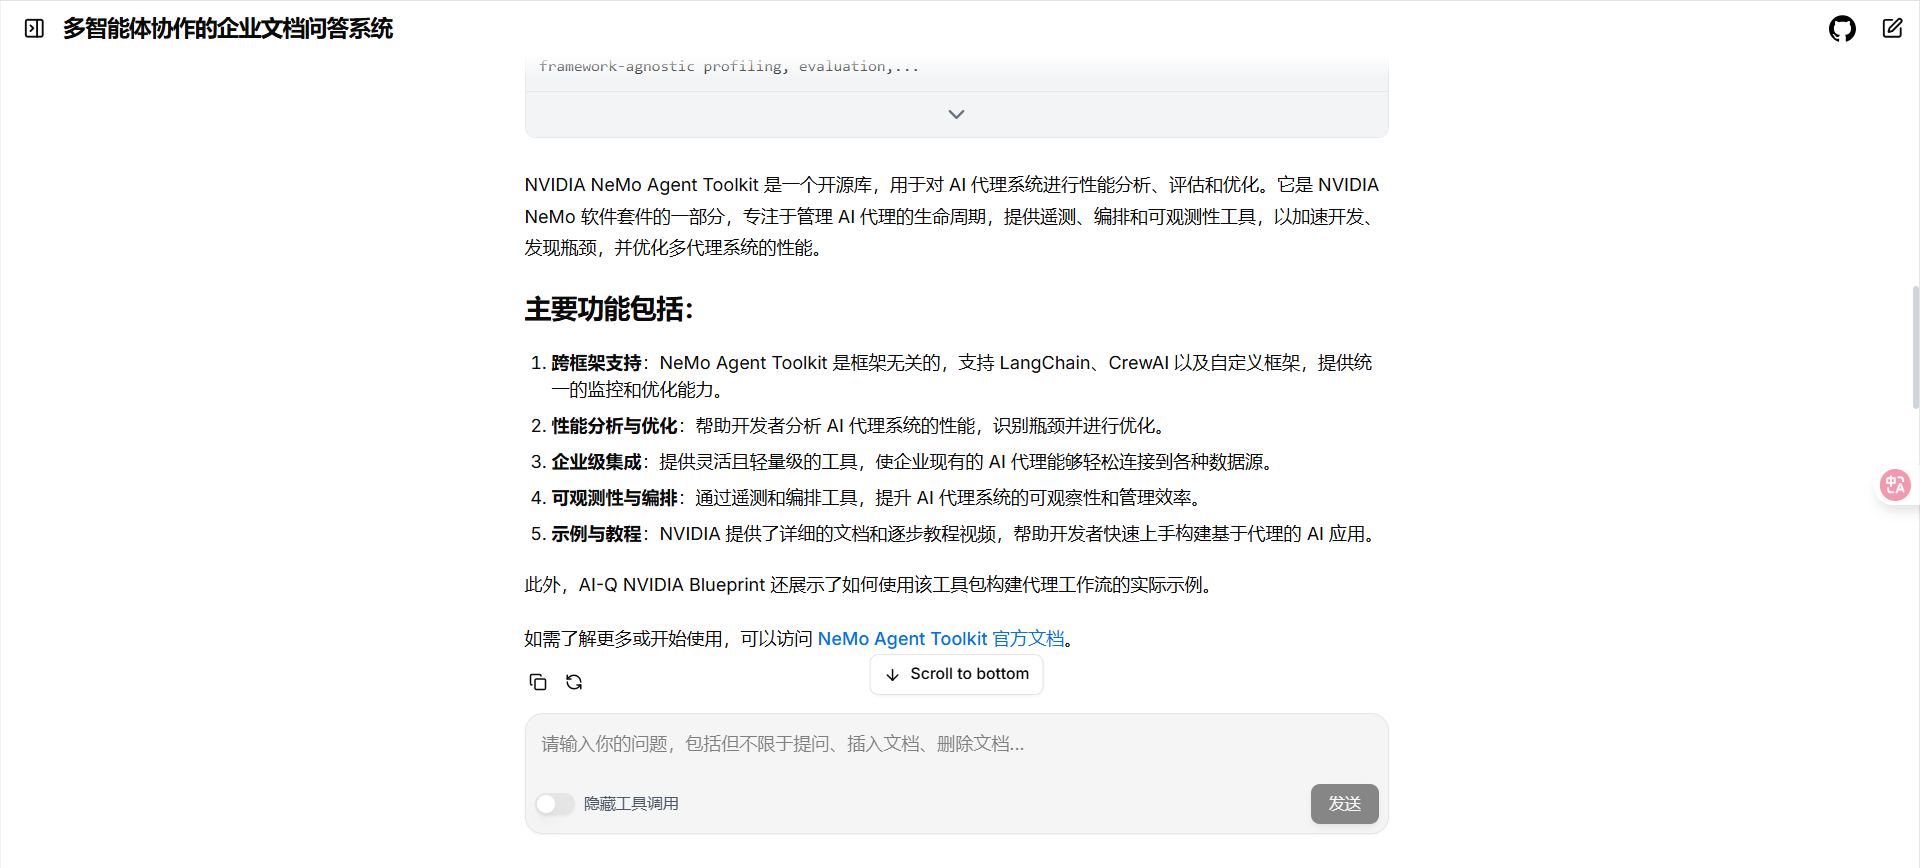 多智能体协作的企业文档问答系统
framework-agnostic profiling, evaluation,...
NVIDIA NeMo Agent Toolkit 是一个开源库，用于对 AI 代理系统进行性能分析、评估和优化。它是 NVIDIA
NeMo 软件套件的一部分，专注于管理 AI 代理的生命周期，提供遥测、编排和可观测性工具，以加速开发、
发现瓶颈，并优化多代理系统的性能。
主要功能包括：
1. 跨框架支持：NeMo Agent Toolkit 是框架无关的，支持 LangChain、CrewAI 以及自定义框架，提供统
一的监控和优化能力。
2. 性能分析与优化：帮助开发者分析 AI 代理系统的性能，识别瓶颈并进行优化。
3. 企业级集成：提供灵活且轻量级的工具，使企业现有的 AI 代理能够轻松连接到各种数据源。
4. 可观测性与编排：通过遥测和编排工具，提升 AI 代理系统的可观察性和管理效率。
5. 示例与教程：NVIDIA 提供了详细的文档和逐步教程视频，帮助开发者快速上手构建基于代理的 AI 应用。
此外，AI-Q NVIDIA Blueprint 还展示了如何使用该工具包构建代理工作流的实际示例。
如需了解更多或开始使用，可以访问 NeMo Agent Toolkit 官方文档。
Scroll to bottom
请输入你的问题，包括但不限于提问、插入文档、删除文档...
隐藏工具调用
发送